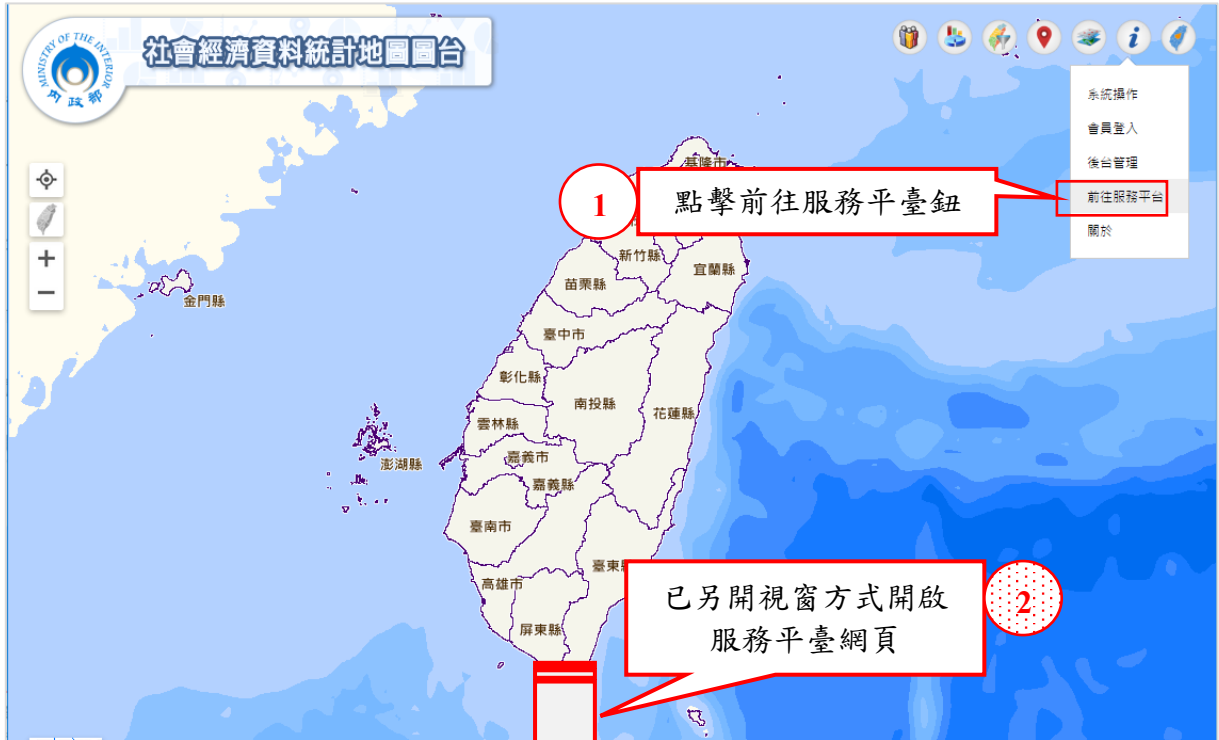 MINISTRY OF THE INTERIOR
內政部
社會經濟資料統計地圖圖台
i
系統操作
會員登入
後台管理
前往服務平台
關於
1
點擊前往服務平臺鈕
基隆市
新竹縣
宜蘭縣
苗栗縣
金門縣
臺中市
彰化縣
南投縣
花蓮縣
雲林縣
嘉義市
澎湖縣
嘉義縣
臺南市
高雄市
屏東縣
已另開視窗方式開啟
服務平臺網頁
2